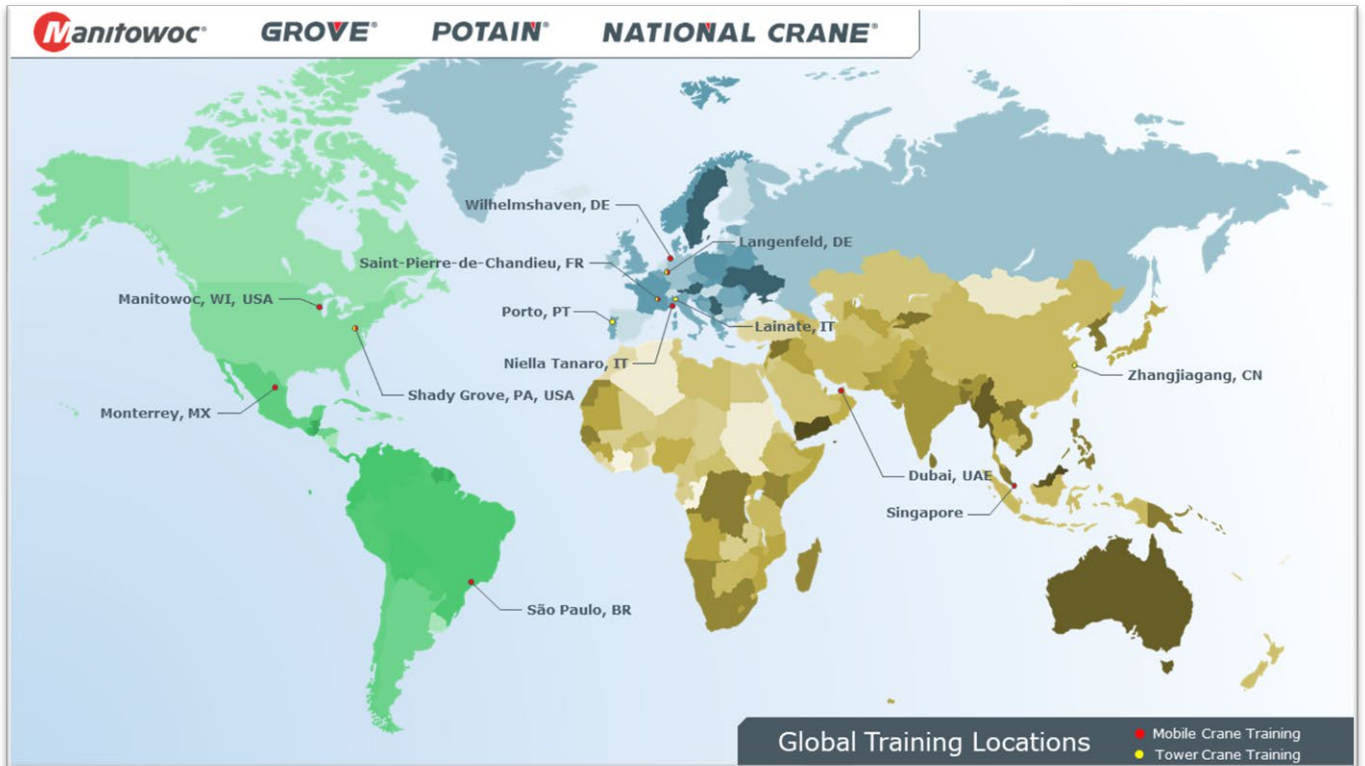 Manitowoc® GROVE® POTAIN® NATIONAL CRANE®
Wilhelmshaven, DE
Langenfeld, DE
Saint-Pierre-de-Chandieu, FR
Manitowoc, WI, USA
Porto, PT
Lainate, IT
Niella Tanaro, IT
Zhangjiagang, CN
Shady Grove, PA, USA
Monterrey, MX
Dubai, UAE
Singapore
São Paulo, BR
Global Training Locations
Mobile Crane Training
Tower Crane Training